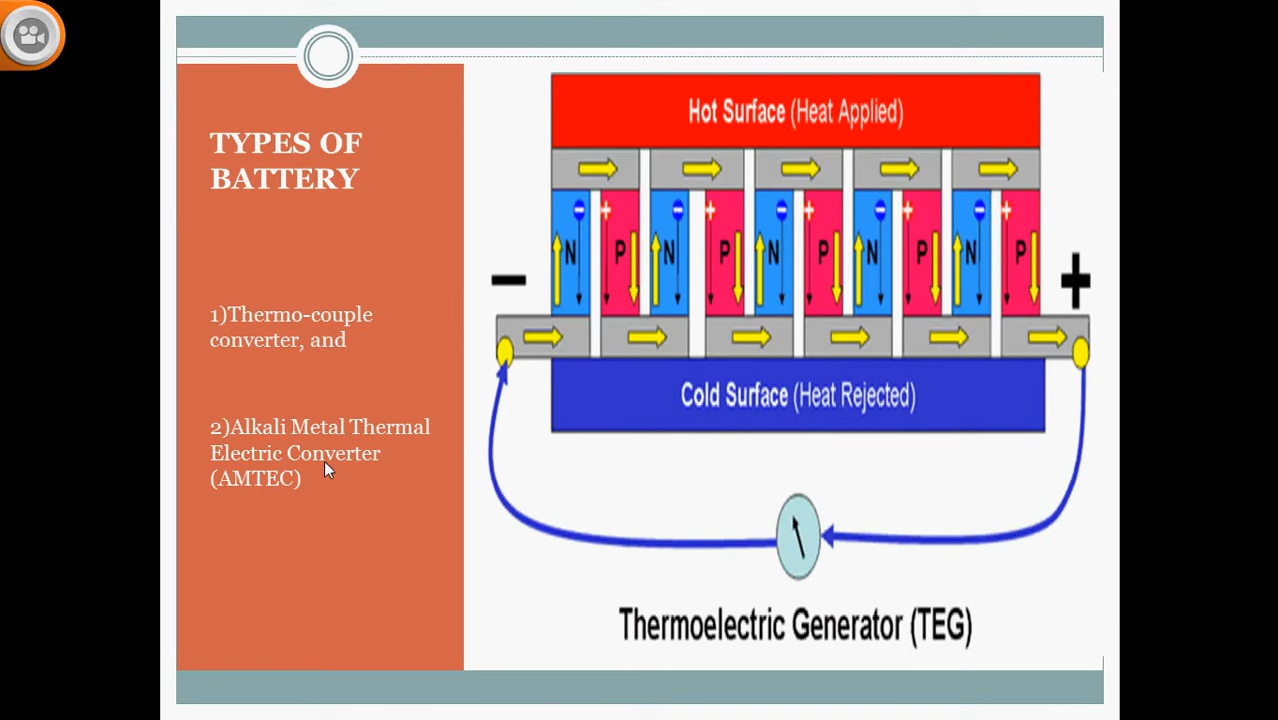 TYPES OF
BATTERY
1)Thermo-couple
converter, and
2)Alkali Metal Thermal
Electric Converter
(AMTEC)
Hot Surface (Heat Applied)
N P N P N P N P N P
− +
Cold Surface (Heat Rejected)
Thermoelectric Generator (TEG)